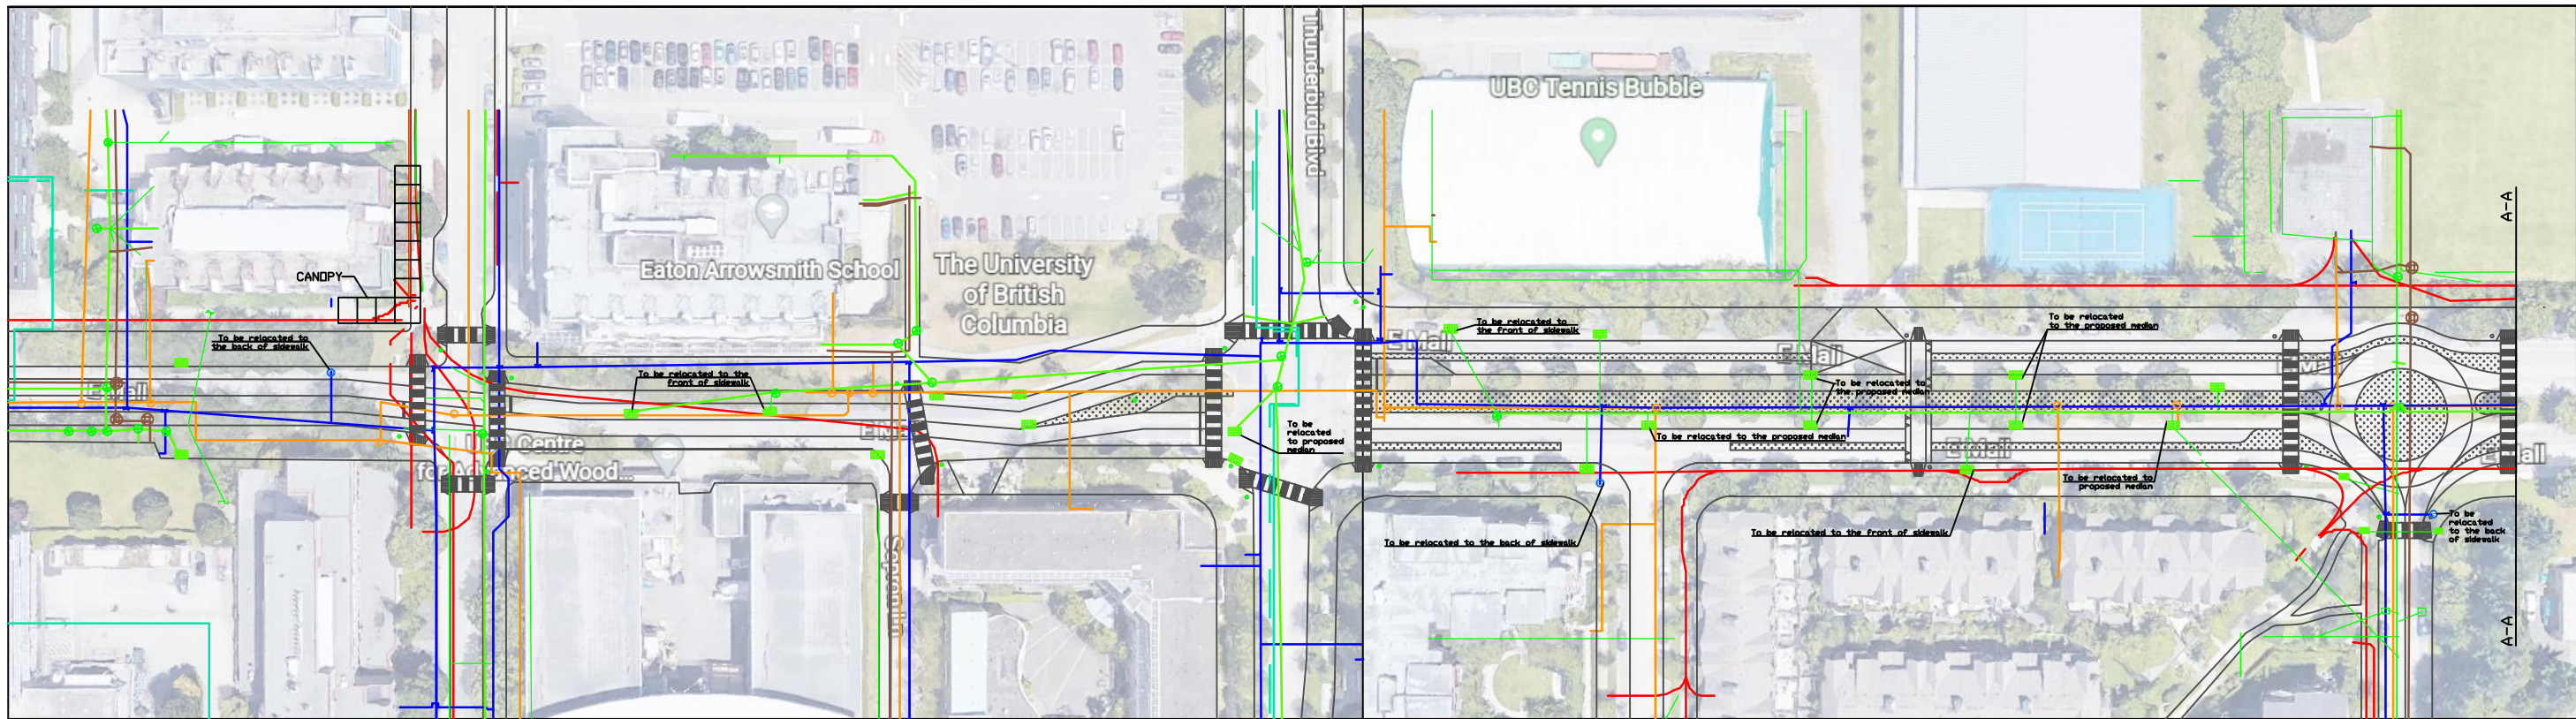 Thunderbird Blvd
UBC Tennis Bubble
A-A
CANOPY
Eaton Arrowsmith School
The University
of British
Columbia
To be relocated to
the back of sidewalk
To be relocated to
the front of sidewalk
To be relocated
to the proposed median
E Mall
E Mall
E Mall
To be relocated to the
front of sidewalk
To be relocated to
the proposed median
To be
relocated
to proposed
median
To be relocated to the proposed median
Centre
for Advanced Wood...
E Mall
To be relocated to
proposed median
To be relocated to the back of sidewalk
To be relocated to the front of sidewalk
To be
relocated
to the back
of sidewalk
A-A